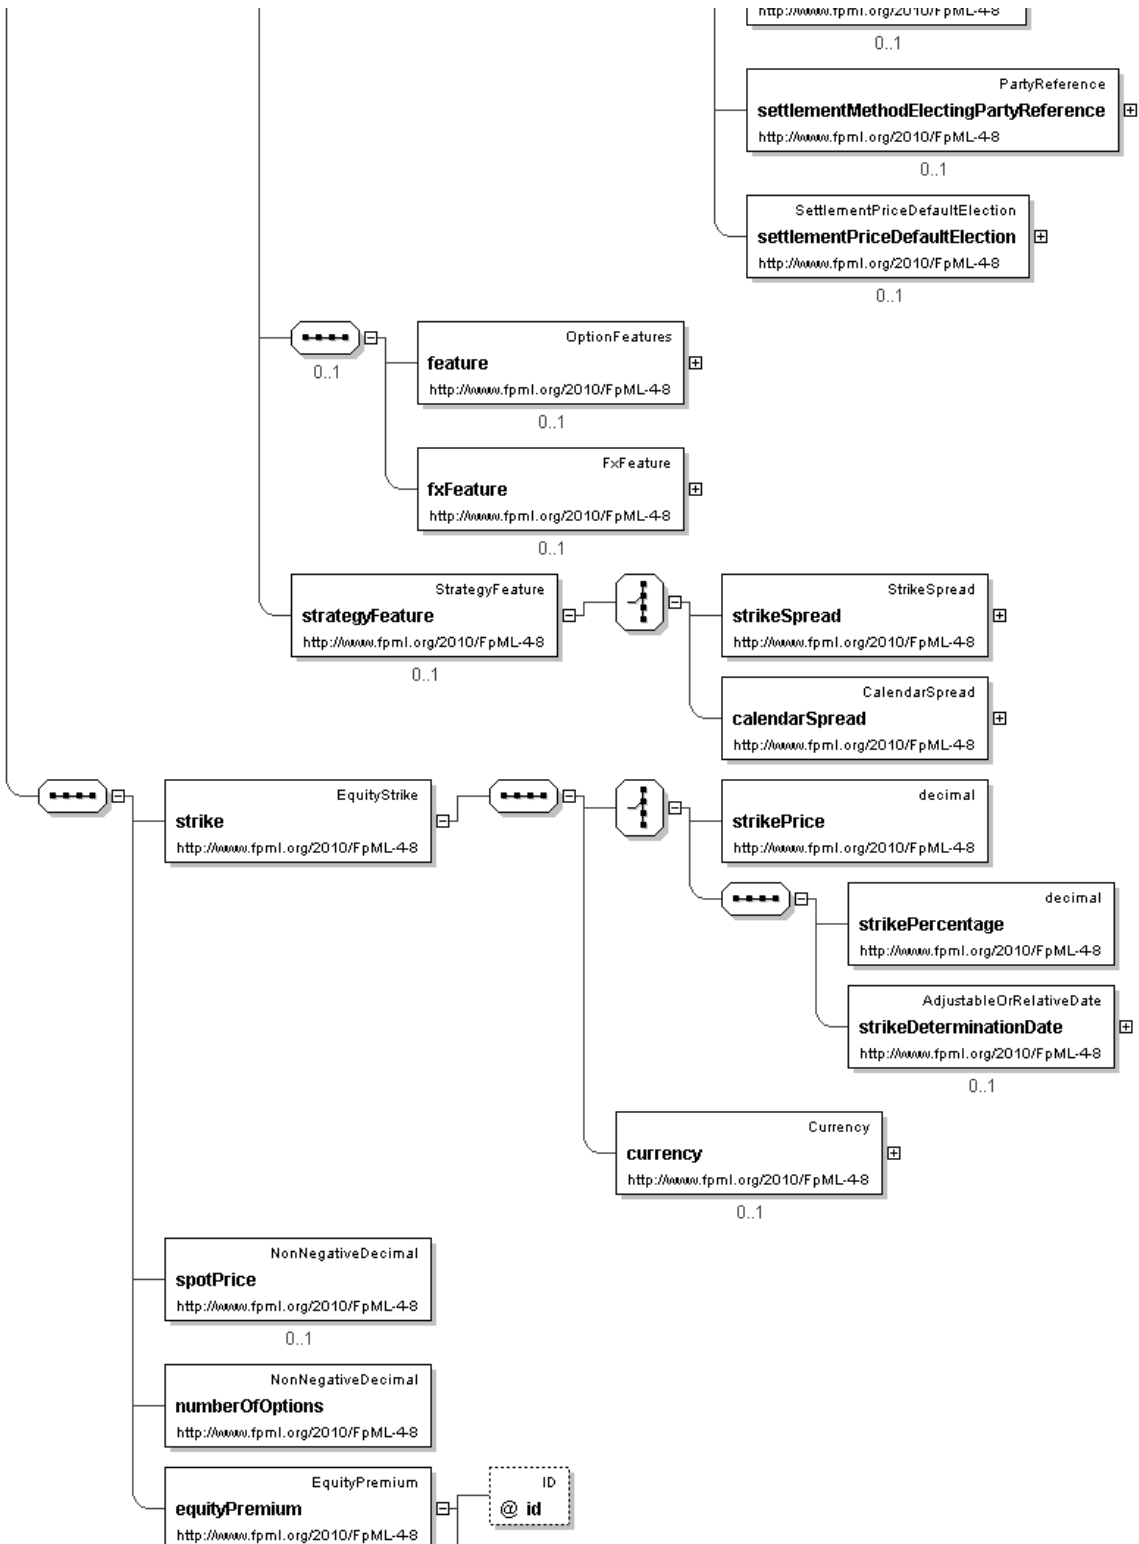 http://www.fpml.org/2010/FpML-4-8
0..1
PartyReference
settlementMethodElectingPartyReference
http://www.fpml.org/2010/FpML-4-8
0..1
SettlementPriceDefaultElection
settlementPriceDefaultElection
http://www.fpml.org/2010/FpML-4-8
0..1
OptionFeatures
feature
http://www.fpml.org/2010/FpML-4-8
0..1
0..1
FxFeature
fxFeature
http://www.fpml.org/2010/FpML-4-8
0..1
StrategyFeature
strategyFeature
http://www.fpml.org/2010/FpML-4-8
0..1
StrikeSpread
strikeSpread
http://www.fpml.org/2010/FpML-4-8
CalendarSpread
calendarSpread
http://www.fpml.org/2010/FpML-4-8
EquityStrike
strike
http://www.fpml.org/2010/FpML-4-8
decimal
strikePrice
http://www.fpml.org/2010/FpML-4-8
decimal
strikePercentage
http://www.fpml.org/2010/FpML-4-8
AdjustableOrRelativeDate
strikeDeterminationDate
http://www.fpml.org/2010/FpML-4-8
0..1
Currency
currency
http://www.fpml.org/2010/FpML-4-8
0..1
NonNegativeDecimal
spotPrice
http://www.fpml.org/2010/FpML-4-8
0..1
NonNegativeDecimal
numberOfOptions
http://www.fpml.org/2010/FpML-4-8
EquityPremium
equityPremium
http://www.fpml.org/2010/FpML-4-8
ID
@ id